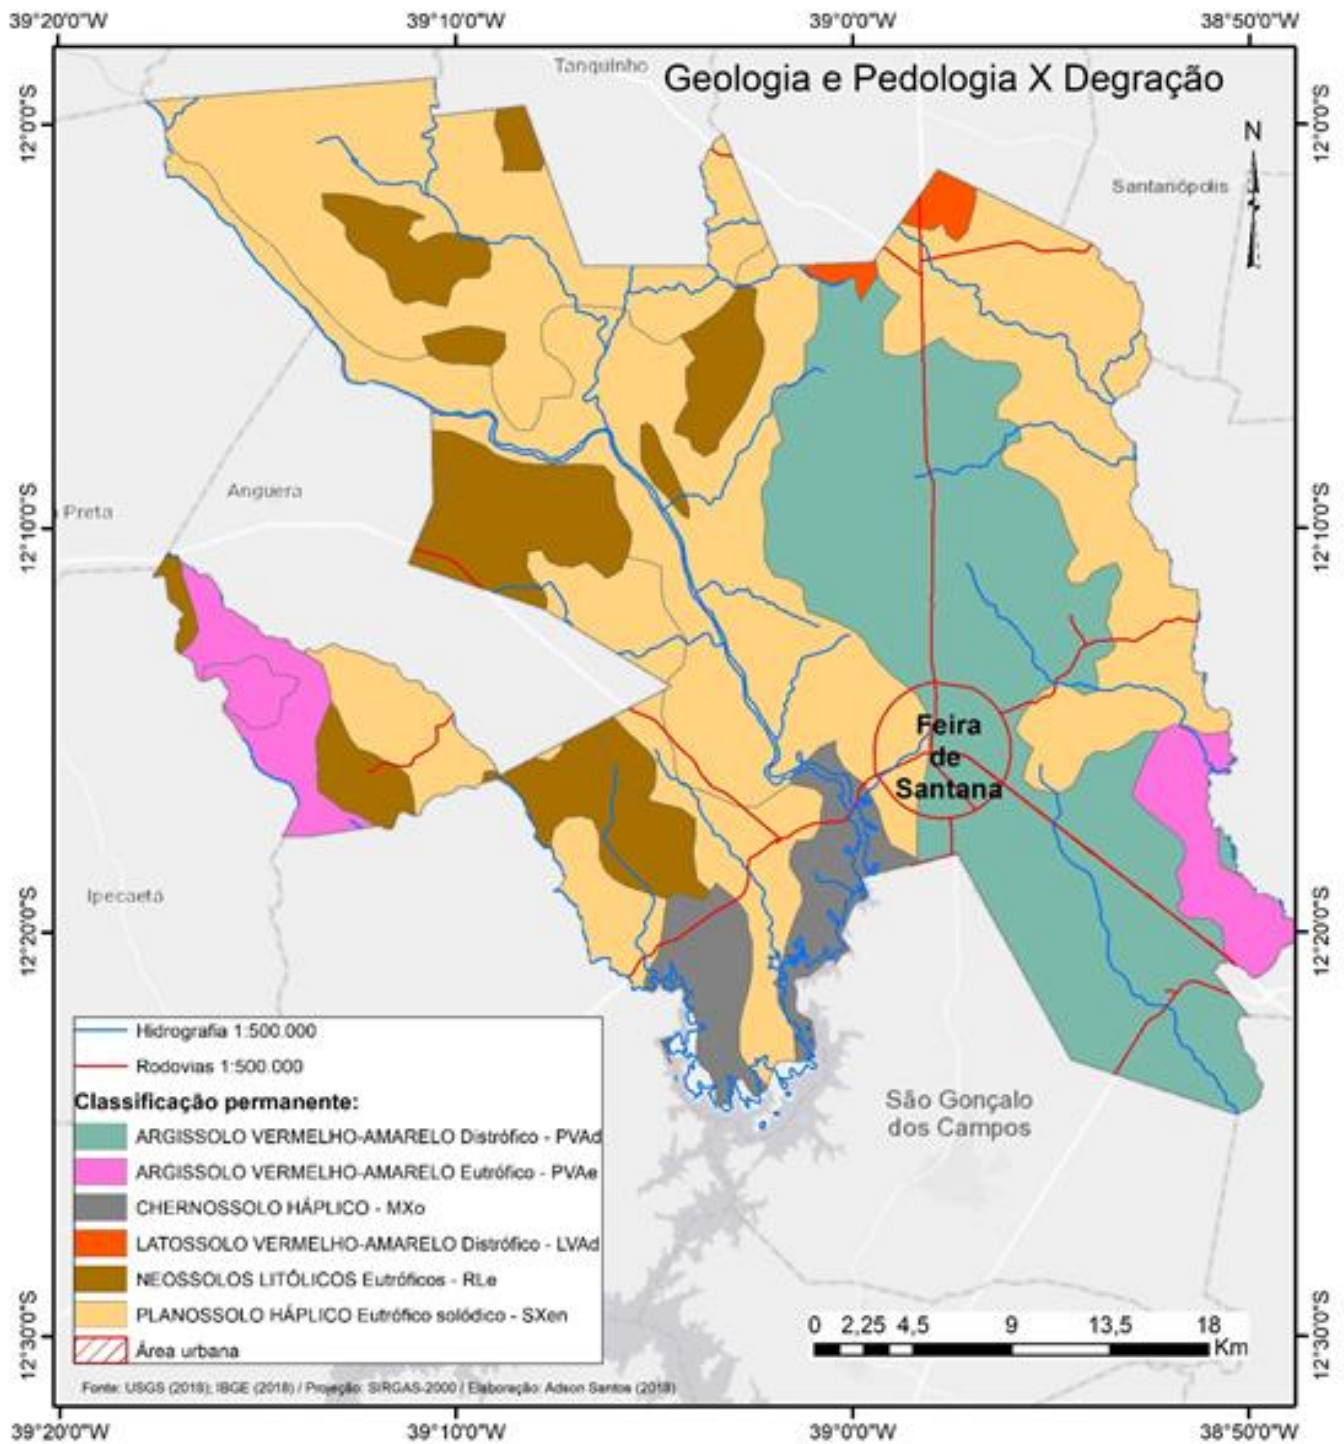 39°20'0"W 39°10'0"W 39°0'0"W 38°50'0"W
Tanquinho
Geologia e Pedologia X Degração
12°0'0"S
12°0'0"S
N
Santanópolis
Anguera
Preta
12°10'0"S
12°10'0"S
Feira
de
Santana
Ipecaetá
12°20'0"S
12°20'0"S
São Gonçalo
dos Campos
Hidrografia 1:500.000
Rodovias 1:500.000
Classificação permanente:
ARGISSOLO VERMELHO-AMARELO Distrófico - PVAd
ARGISSOLO VERMELHO-AMARELO Eutrófico - PVAe
CHERNOSSOLO HÁPLICO - MXo
LATOSSOLO VERMELHO-AMARELO Distrófico - LVAd
NEOSSOLOS LITÓLICOS Eutróficos - RLe
PLANOSSOLO HÁPLICO Eutrófico solódico - SXen
Área urbana
0 2,25 4,5 9 13,5 18
Km
12°30'0"S
12°30'0"S
Fonte: USGS (2018); IBGE (2018) / Projeção: SIRGAS-2000 / Elaboração: Adson Santos (2018)
39°20'0"W 39°10'0"W 39°0'0"W 38°50'0"W